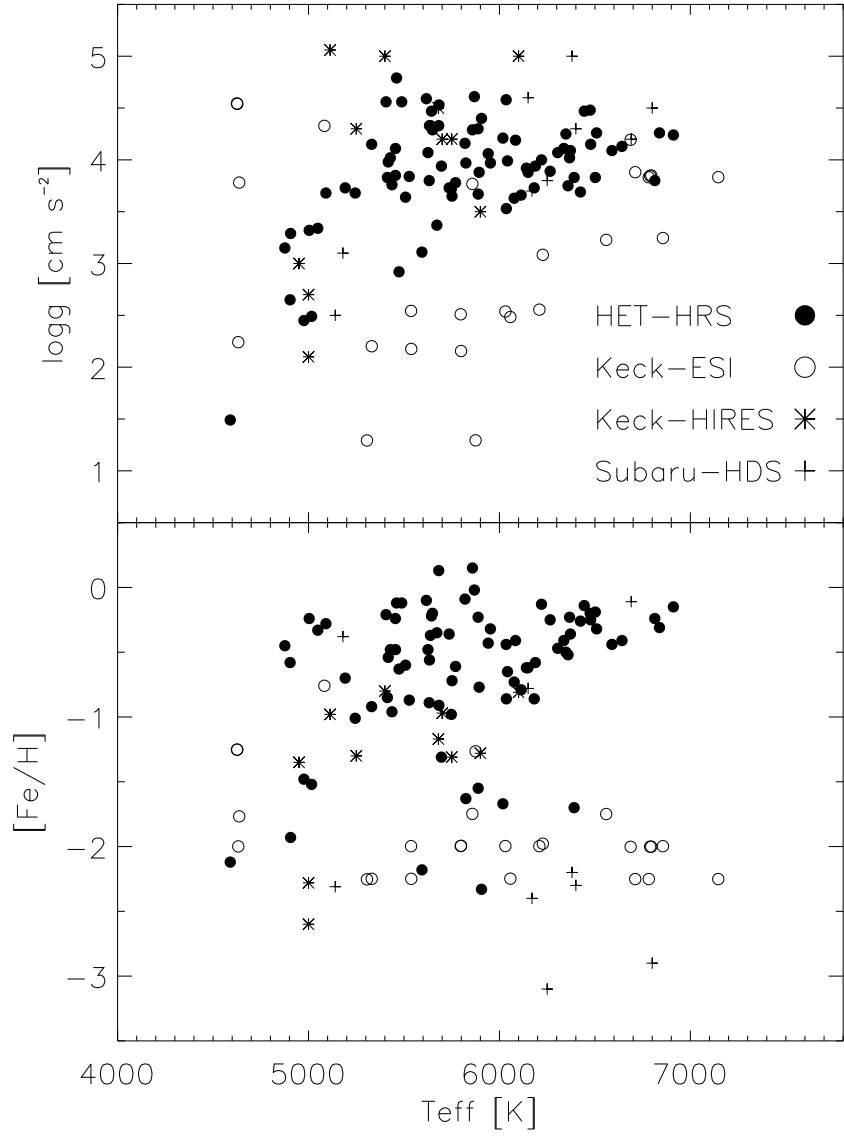 5
4
3
2
1
logg [cm s⁻²]
HET-HRS
Keck-ESI
Keck-HIRES
Subaru-HDS
0
-1
-2
-3
[Fe/H]
4000 5000 6000 7000
Teff [K]